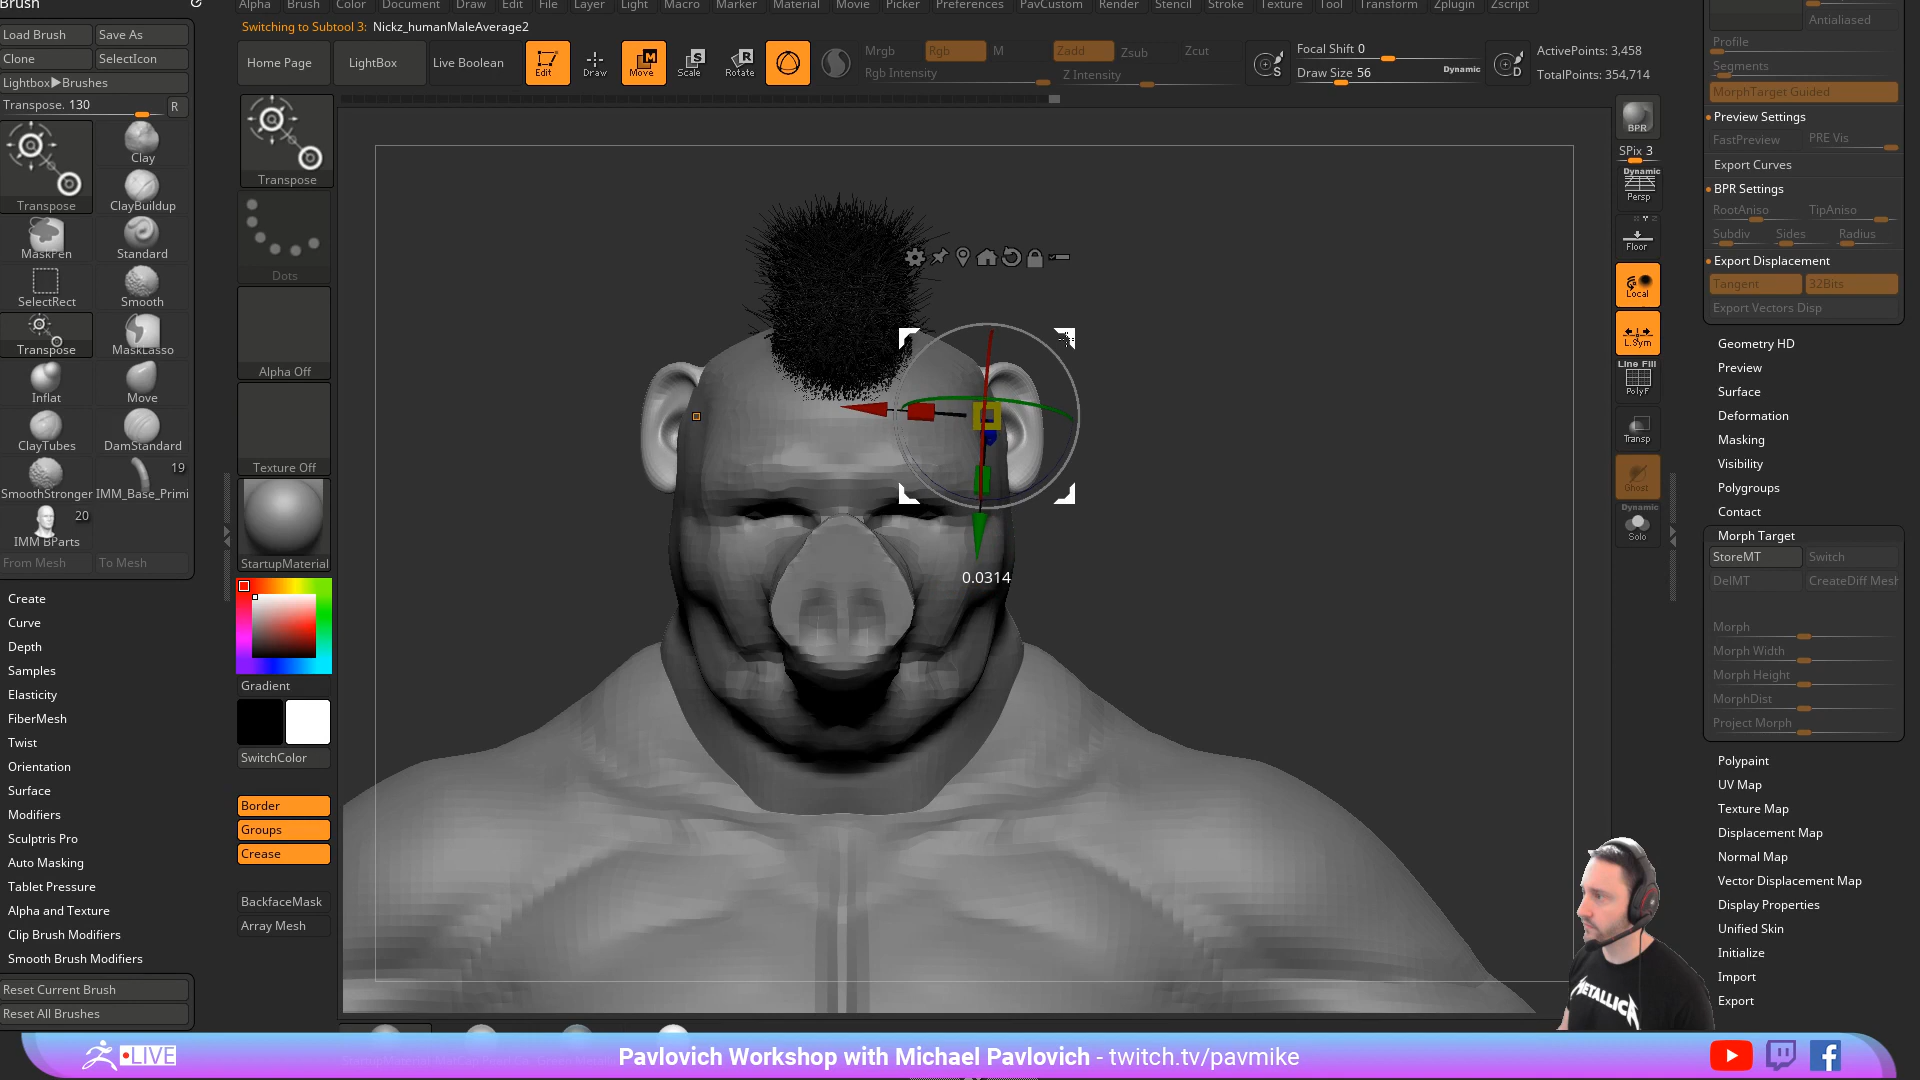 Brush
Alpha Brush Color Document Draw Edit File Layer Light Macro Marker Material Movie Picker Preferences PavCustom Render Stencil Stroke Texture Tool Transform Zplugin Zscript
Switching to Subtool 3: Nickz_humanMaleAverage2
Load Brush Save As
Clone SelectIcon
Lightbox▶Brushes
Transpose. 130 R
Transpose
Clay
ClayBuildup
MaskPen Standard
SelectRect Smooth
Transpose MaskLasso
Inflat Move
ClayTubes DamStandard
19
SmoothStronger IMM_Base_Primi
20
IMM BParts
From Mesh To Mesh
Create
Curve
Depth
Samples
Elasticity
FiberMesh
Twist
Orientation
Surface
Modifiers
Sculptris Pro
Auto Masking
Tablet Pressure
Alpha and Texture
Clip Brush Modifiers
Smooth Brush Modifiers
Reset Current Brush
Reset All Brushes
Home Page LightBox Live Boolean
Edit Draw Move Scale Rotate
Mrgb Rgb M Zadd Zsub Zcut
Rgb Intensity Z Intensity
S
Focal Shift 0
Draw Size 56 Dynamic
D
ActivePoints: 3,458
TotalPoints: 354,714
Transpose
Dots
Alpha Off
Texture Off
StartupMaterial
Gradient
SwitchColor
Border
Groups
Crease
BackfaceMask
Array Mesh
0.0314
BPR
SPix 3
Dynamic
Persp
Floor
Local
L.Sym
Line Fill
PolyF
Transp
Ghost
Dynamic
Solo
Antialiased
Profile
Segments
MorphTarget Guided
Preview Settings
FastPreview PRE Vis
Export Curves
BPR Settings
RootAniso TipAniso
Subdiv Sides Radius
Export Displacement
Tangent 32Bits
Export Vectors Disp
Geometry HD
Preview
Surface
Deformation
Masking
Visibility
Polygroups
Contact
Morph Target
StoreMT Switch
DelMT CreateDiff Mesh
Morph
Morph Width
Morph Height
MorphDist
Project Morph
Polypaint
UV Map
Texture Map
Displacement Map
Normal Map
Vector Displacement Map
Display Properties
Unified Skin
Initialize
Import
Export
METALLICA
LIVE
Pavlovich Workshop with Michael Pavlovich - twitch.tv/pavmike